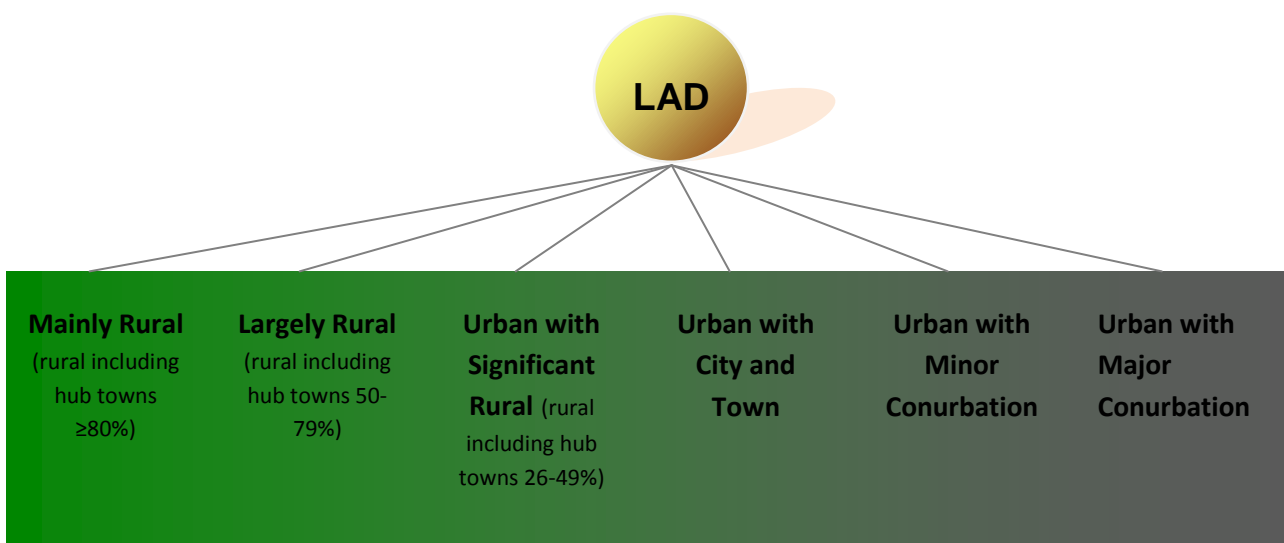 LAD
Mainly Rural
(rural including
hub towns
≥80%)
Largely Rural
(rural including
hub towns 50-
79%)
Urban with
Significant
Rural (rural
including hub
towns 26-49%)
Urban with
City and
Town
Urban with
Minor
Conurbation
Urban with
Major
Conurbation